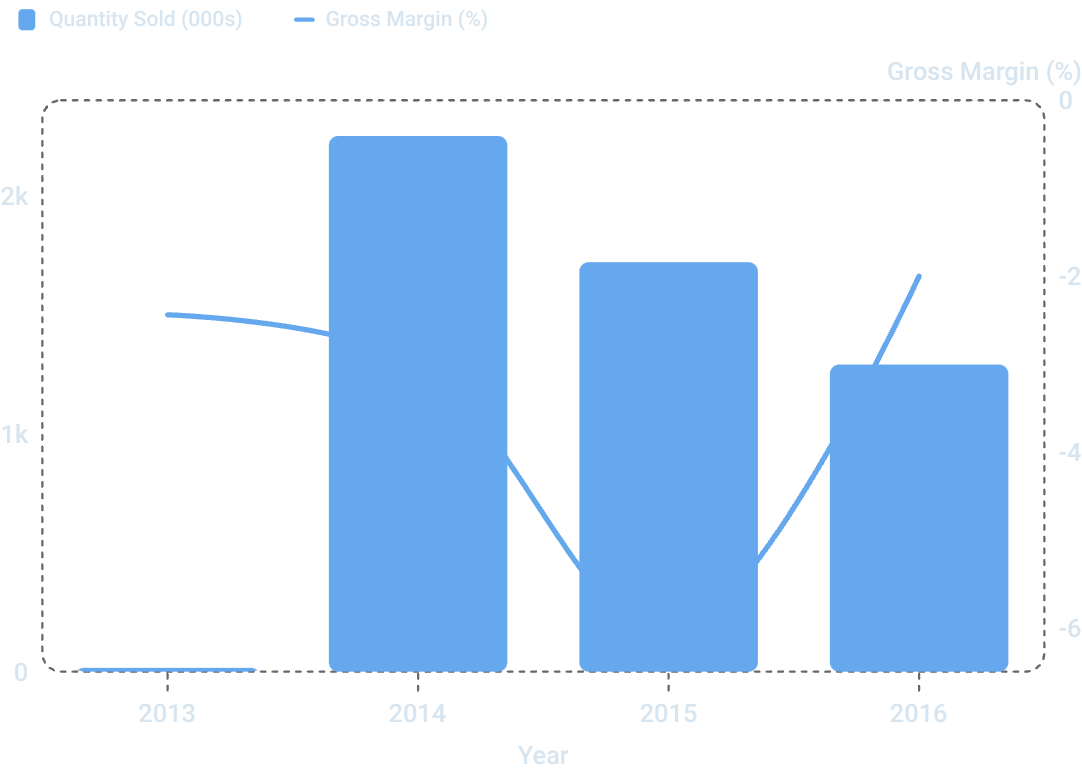 Quantity Sold (000s) Gross Margin (%)
Gross Margin (%)
0
2k
-2
1k
-4
-6
0
2013 2014 2015 2016
Year